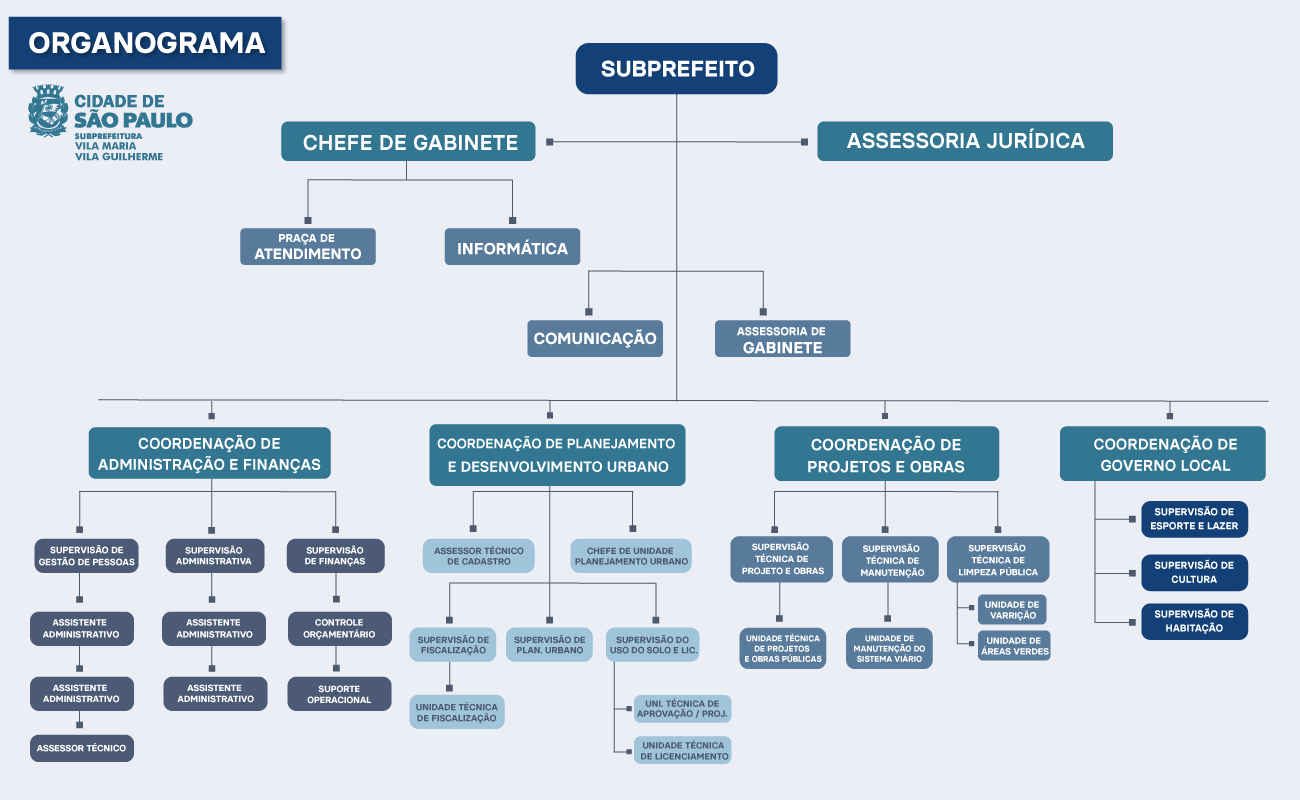 ORGANOGRAMA
CIDADE DE
SÃO PAULO
SUBPREFEITURA
VILA MARIA
VILA GUILHERME
SUBPREFEITO
CHEFE DE GABINETE
ASSESSORIA JURÍDICA
PRAÇA DE
ATENDIMENTO
INFORMÁTICA
COMUNICAÇÃO
ASSESSORIA DE
GABINETE
COORDENAÇÃO DE
ADMINISTRAÇÃO E FINANÇAS
COORDENAÇÃO DE PLANEJAMENTO
E DESENVOLVIMENTO URBANO
COORDENAÇÃO DE
PROJETOS E OBRAS
COORDENAÇÃO DE
GOVERNO LOCAL
SUPERVISÃO DE
GESTÃO DE PESSOAS
SUPERVISÃO
ADMINISTRATIVA
SUPERVISÃO
DE FINANÇAS
ASSISTENTE
ADMINISTRATIVO
ASSISTENTE
ADMINISTRATIVO
CONTROLE
ORÇAMENTÁRIO
ASSISTENTE
ADMINISTRATIVO
ASSISTENTE
ADMINISTRATIVO
SUPORTE
OPERACIONAL
ASSESSOR TÉCNICO
ASSESSOR TÉCNICO
DE CADASTRO
CHEFE DE UNIDADE
PLANEJAMENTO URBANO
SUPERVISÃO DE
FISCALIZAÇÃO
SUPERVISÃO DE
PLAN. URBANO
SUPERVISÃO DO
USO DO SOLO E LIC.
UNIDADE TÉCNICA
DE FISCALIZAÇÃO
UNI. TÉCNICA DE
APROVAÇÃO / PROJ.
UNIDADE TÉCNICA
DE LICENCIAMENTO
SUPERVISÃO
TÉCNICA DE
PROJETO E OBRAS
SUPERVISÃO
TÉCNICA DE
MANUTENÇÃO
SUPERVISÃO
TÉCNICA DE
LIMPEZA PÚBLICA
UNIDADE TÉCNICA
DE PROJETOS
E OBRAS PÚBLICAS
UNIDADE DE
MANUTENÇÃO DO
SISTEMA VIÁRIO
UNIDADE DE
VARRIÇÃO
UNIDADE DE
ÁREAS VERDES
SUPERVISÃO DE
ESPORTE E LAZER
SUPERVISÃO DE
CULTURA
SUPERVISÃO DE
HABITAÇÃO